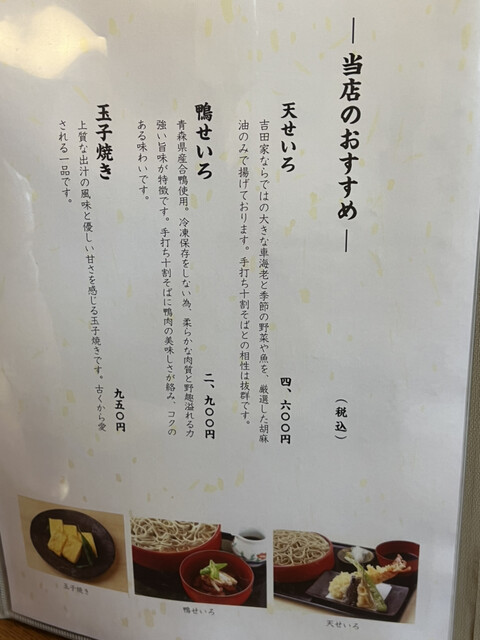 ― 当店のおすすめ ―
（税込）
天せいろ
四、六〇〇円
吉田家ならではの大きな車海老と季節の野菜や魚を、厳選した胡麻
油のみで揚げております。手打ち十割そばとの相性は抜群です。
鴨せいろ
二、九〇〇円
青森県産合鴨使用。冷凍保存をしない為、柔らかな肉質と野趣溢れる力
強い旨味が特徴です。手打ち十割そばに鴨肉の美味しさが絡み、コクの
ある味わいです。
玉子焼き
九五〇円
上質な出汁の風味と優しい甘さを感じる玉子焼きです。古くから愛
される一品です。
玉子焼き
鴨せいろ
天せいろ